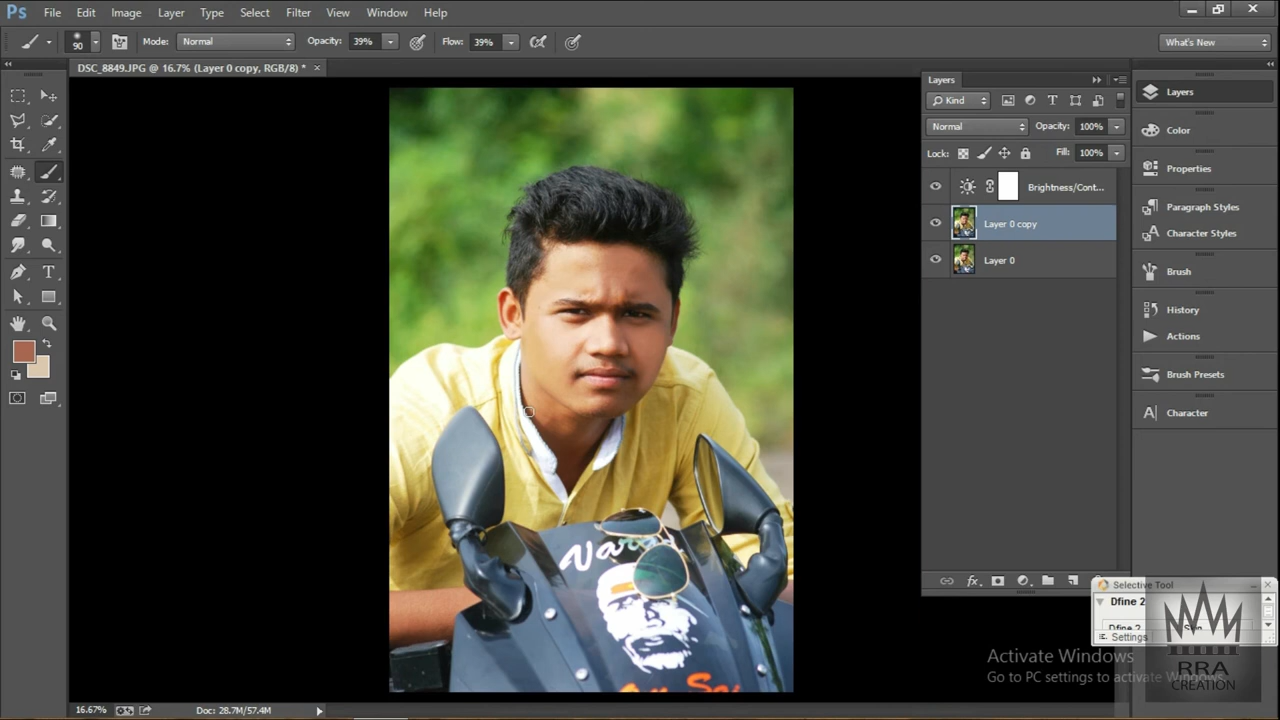 Ps File Edit Image Layer Type Select Filter View Window Help
90 Mode: Normal Opacity: 39% Flow: 39% What's New
DSC_8849.JPG @ 16.7% (Layer 0 copy, RGB/8) * ×
Layers
Kind
Normal Opacity: 100%
Lock: Fill: 100%
Brightness/Cont...
Layer 0 copy
Layer 0
fx
Layers
Color
Properties
Paragraph Styles
Character Styles
Brush
History
Actions
Brush Presets
Character
Selective Tool
Dfine 2
Dfine 2
Settings
Activate Windows
Go to PC settings to activate Windows.
RRA
CREATION
16.67% Doc: 28.7M/57.4M